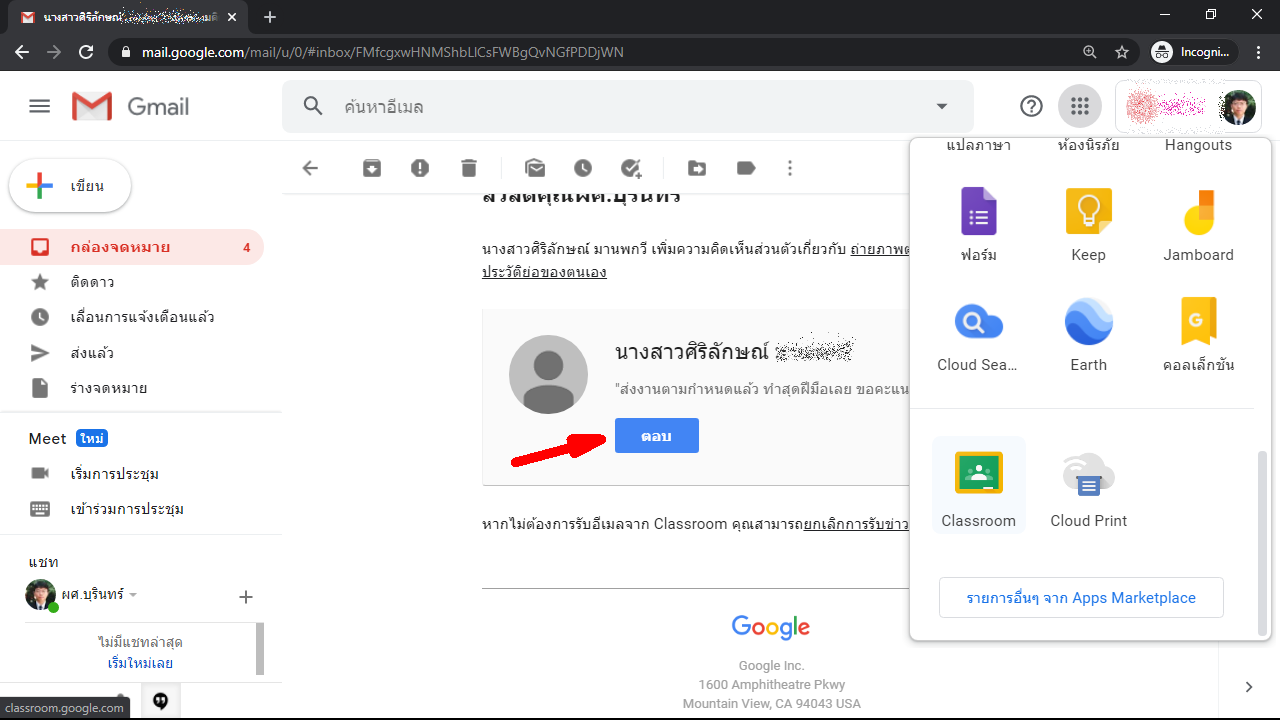 นางสาวศิริลักษณ์
mail.google.com/mail/u/0/#inbox/FMfcgxwHNMShbLlCsFWBgQvNGfPDDjWN
Incogni...
Gmail
ค้นหาอีเมล
เขียน
กล่องจดหมาย 4
ติดดาว
เลื่อนการแจ้งเตือนแล้ว
ส่งแล้ว
ร่างจดหมาย
Meet ใหม่
เริ่มการประชุม
เข้าร่วมการประชุม
แชท
ผศ.บุรินทร์
ไม่มีแชทล่าสุด
เริ่มใหม่เลย
classroom.google.com
สวัสดีคุณผศ.บุรินทร์
นางสาวศิริลักษณ์ มานพกวี เพิ่มความคิดเห็นส่วนตัวเกี่ยวกับ
ประวัติย่อของตนเอง
นางสาวศิริลักษณ์
"ส่งงานตามกำหนดแล้ว ทำสุดฝีมือเลย ขอคะแน
ตอบ
หากไม่ต้องการรับอีเมลจาก Classroom คุณสามารถยกเลิกการรับข่าว
Google
Google Inc.
1600 Amphitheatre Pkwy
Mountain View, CA 94043 USA
แปลภาษา ห้องนิรภัย Hangouts
ฟอร์ม Keep Jamboard
Cloud Sea... Earth คอลเล็กชัน
Classroom Cloud Print
รายการอื่นๆ จาก Apps Marketplace